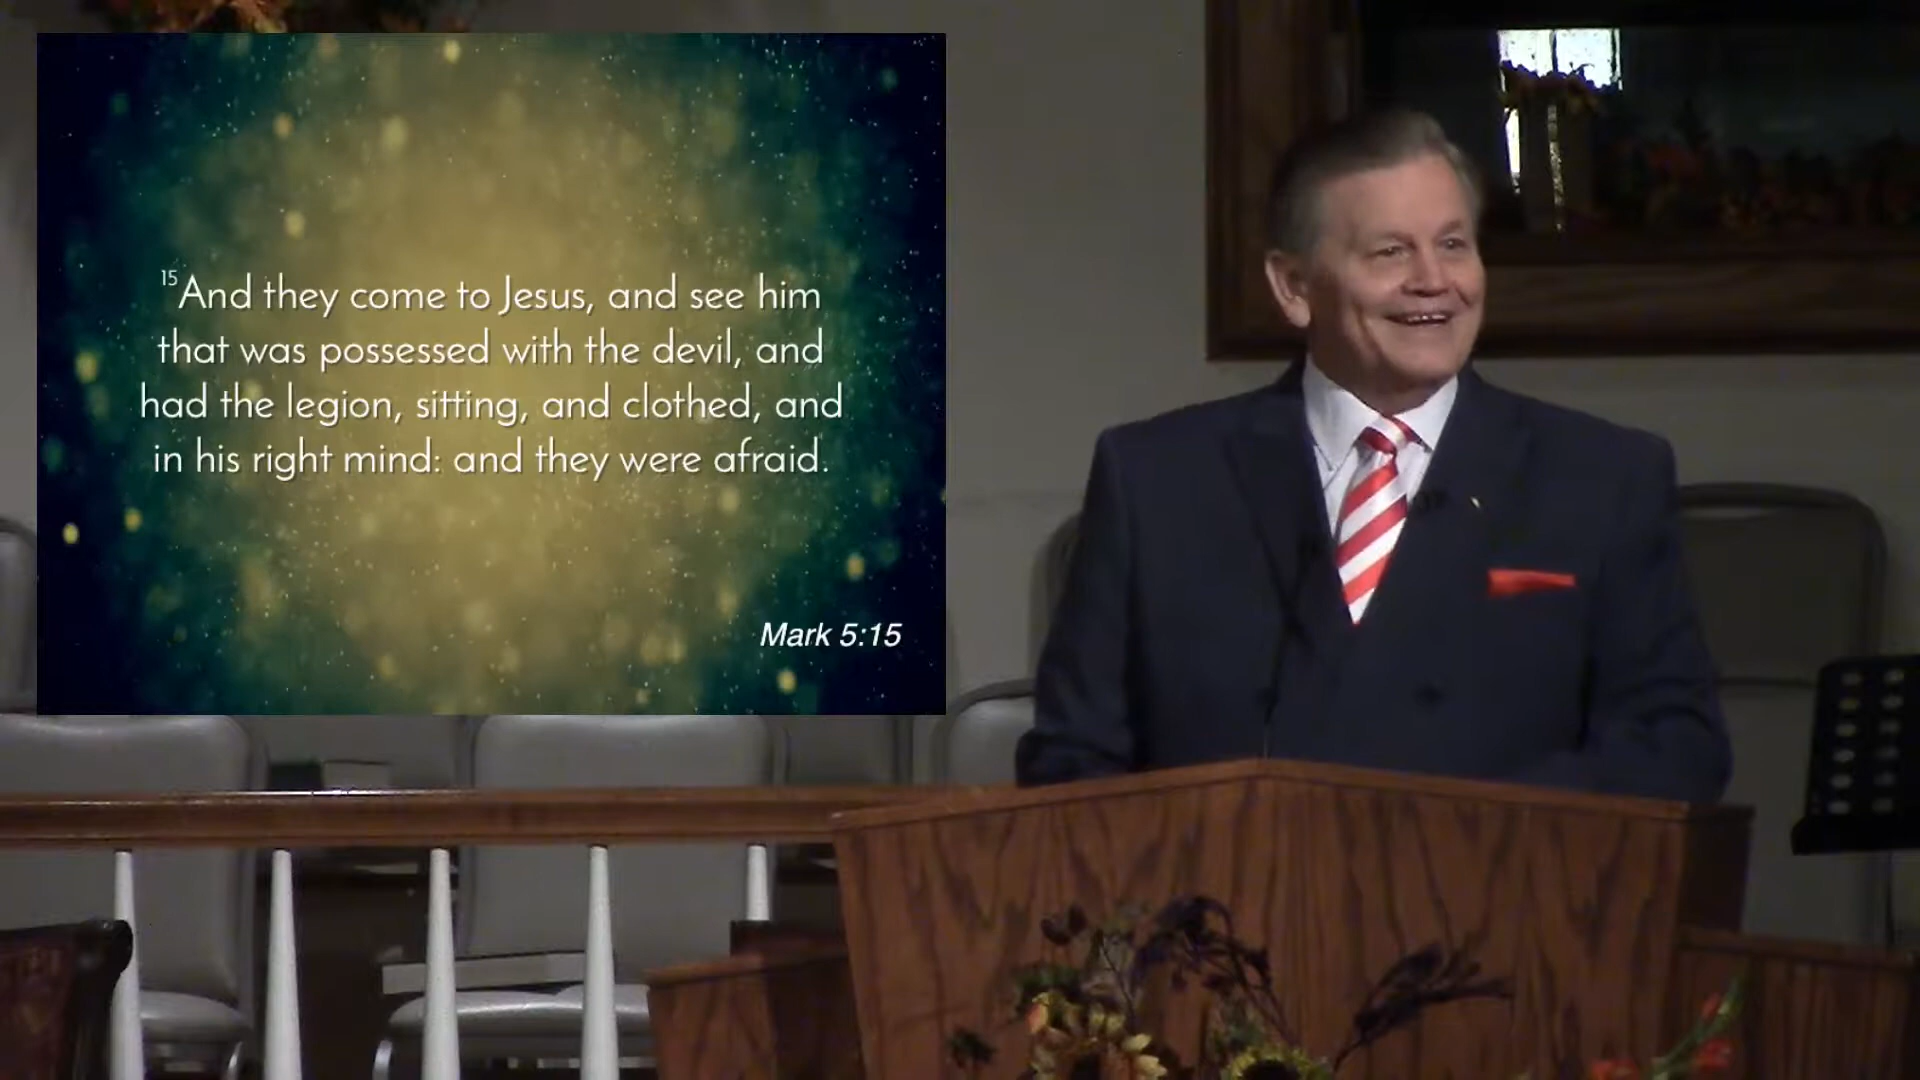 15And they come to Jesus, and see him
that was possessed with the devil, and
had the legion, sitting, and clothed, and
in his right mind: and they were afraid.
Mark 5:15